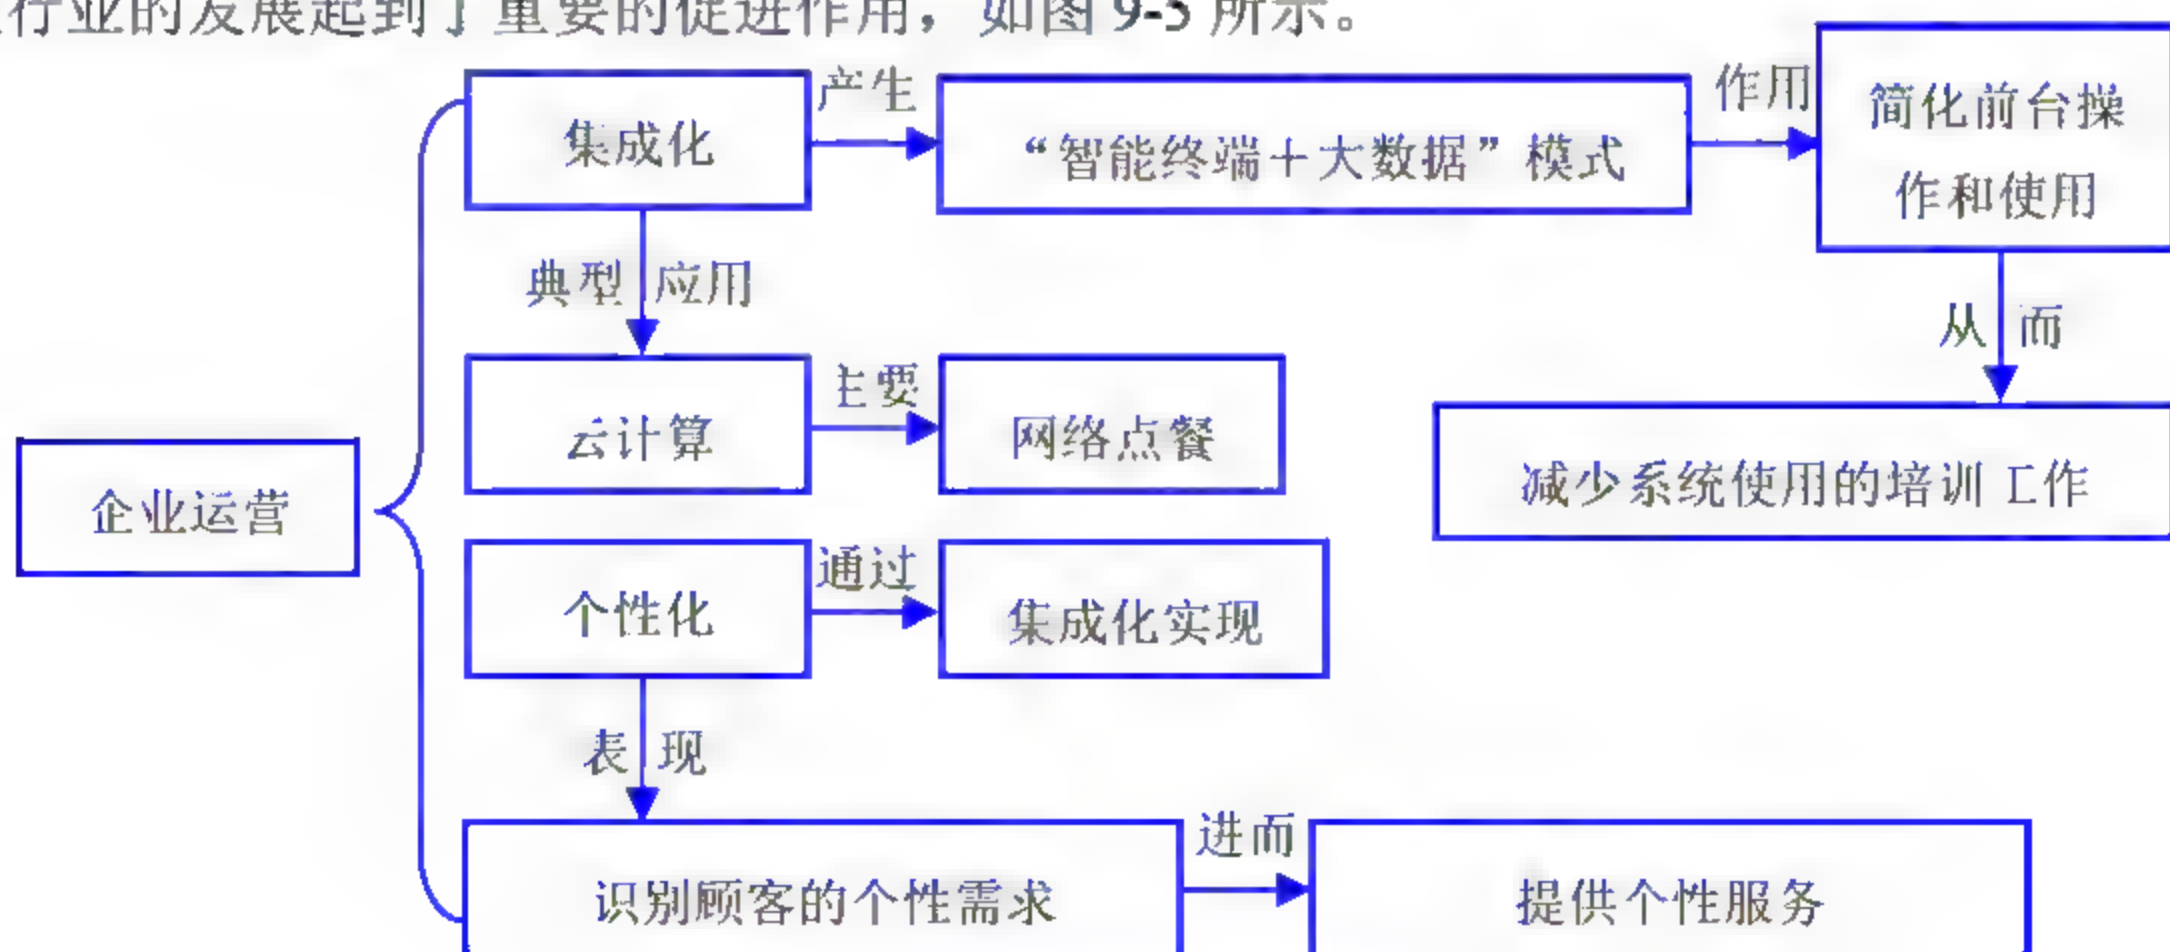 行业的发展起到了重要的促进作用，如图 9-5 所示。
集成化
产生
“智能终端＋大数据”模式
作用
简化前台操
作和使用
典型 应用
从 而
云计算
主要
网络点餐
减少系统使用的培训工作
企业运营
个性化
通过
集成化实现
表 现
识别顾客的个性需求
进而
提供个性服务